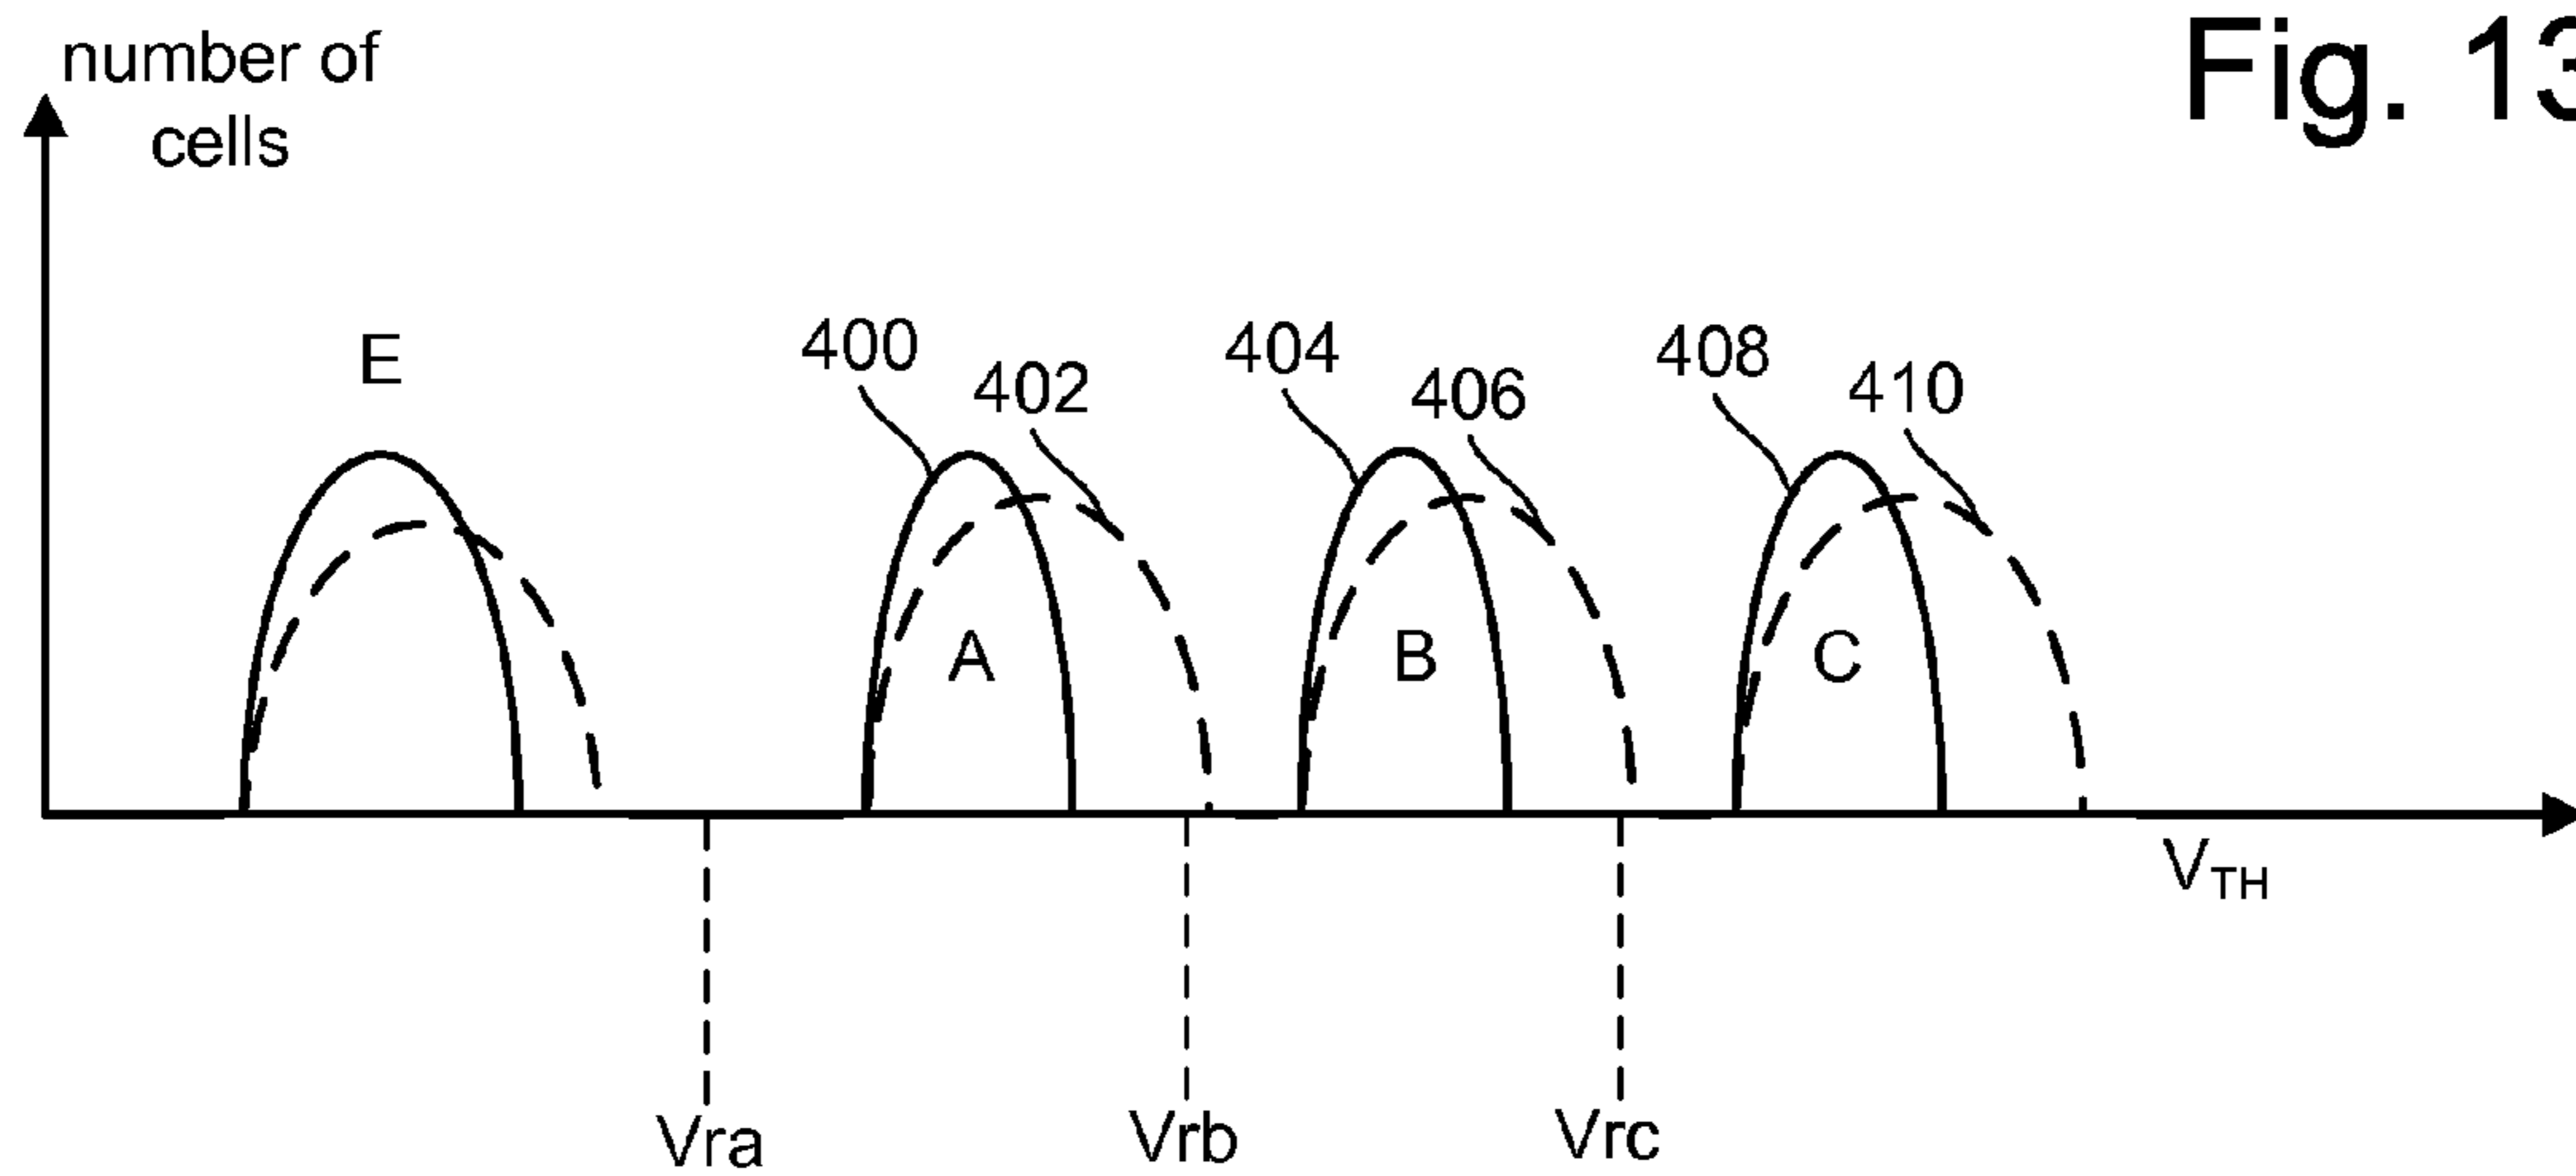 number of
cells
Fig. 13
E
400
402
404
406
408
410
A
B
C
VTH
Vra
Vrb
Vrc